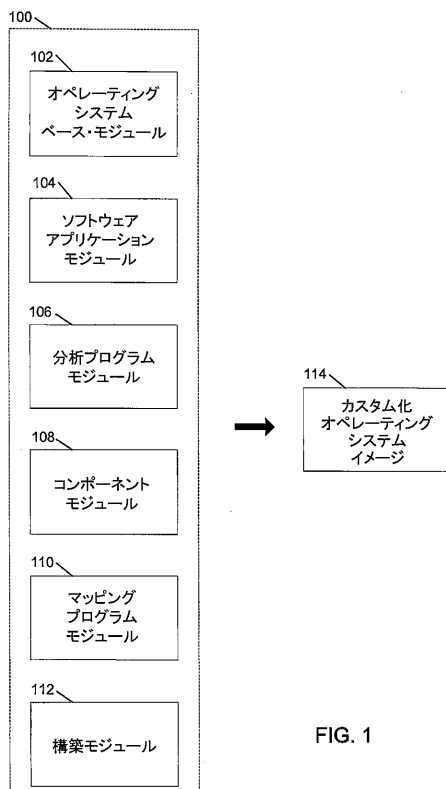 100
102
オペレーティング
システム
ベース・モジュール
104
ソフトウェア
アプリケーション
モジュール
106
分析プログラム
モジュール
108
コンポーネント
モジュール
110
マッピング
プログラム
モジュール
112
構築モジュール
114
カスタム化
オペレーティング
システム
イメージ
FIG. 1